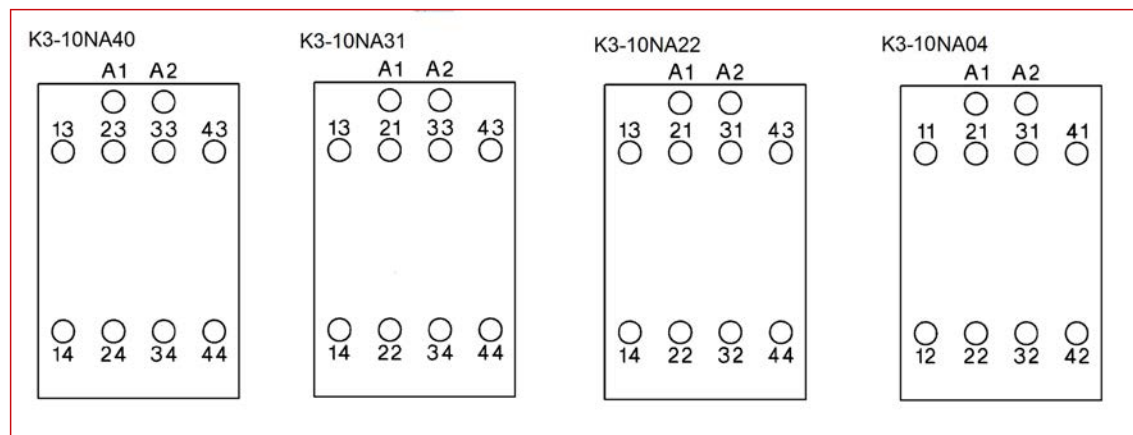 K3-10NA40
A1 A2
13 23 33 43
14 24 34 44
K3-10NA31
A1 A2
13 21 33 43
14 22 34 44
K3-10NA22
A1 A2
13 21 31 43
14 22 32 44
K3-10NA04
A1 A2
11 21 31 41
12 22 32 42